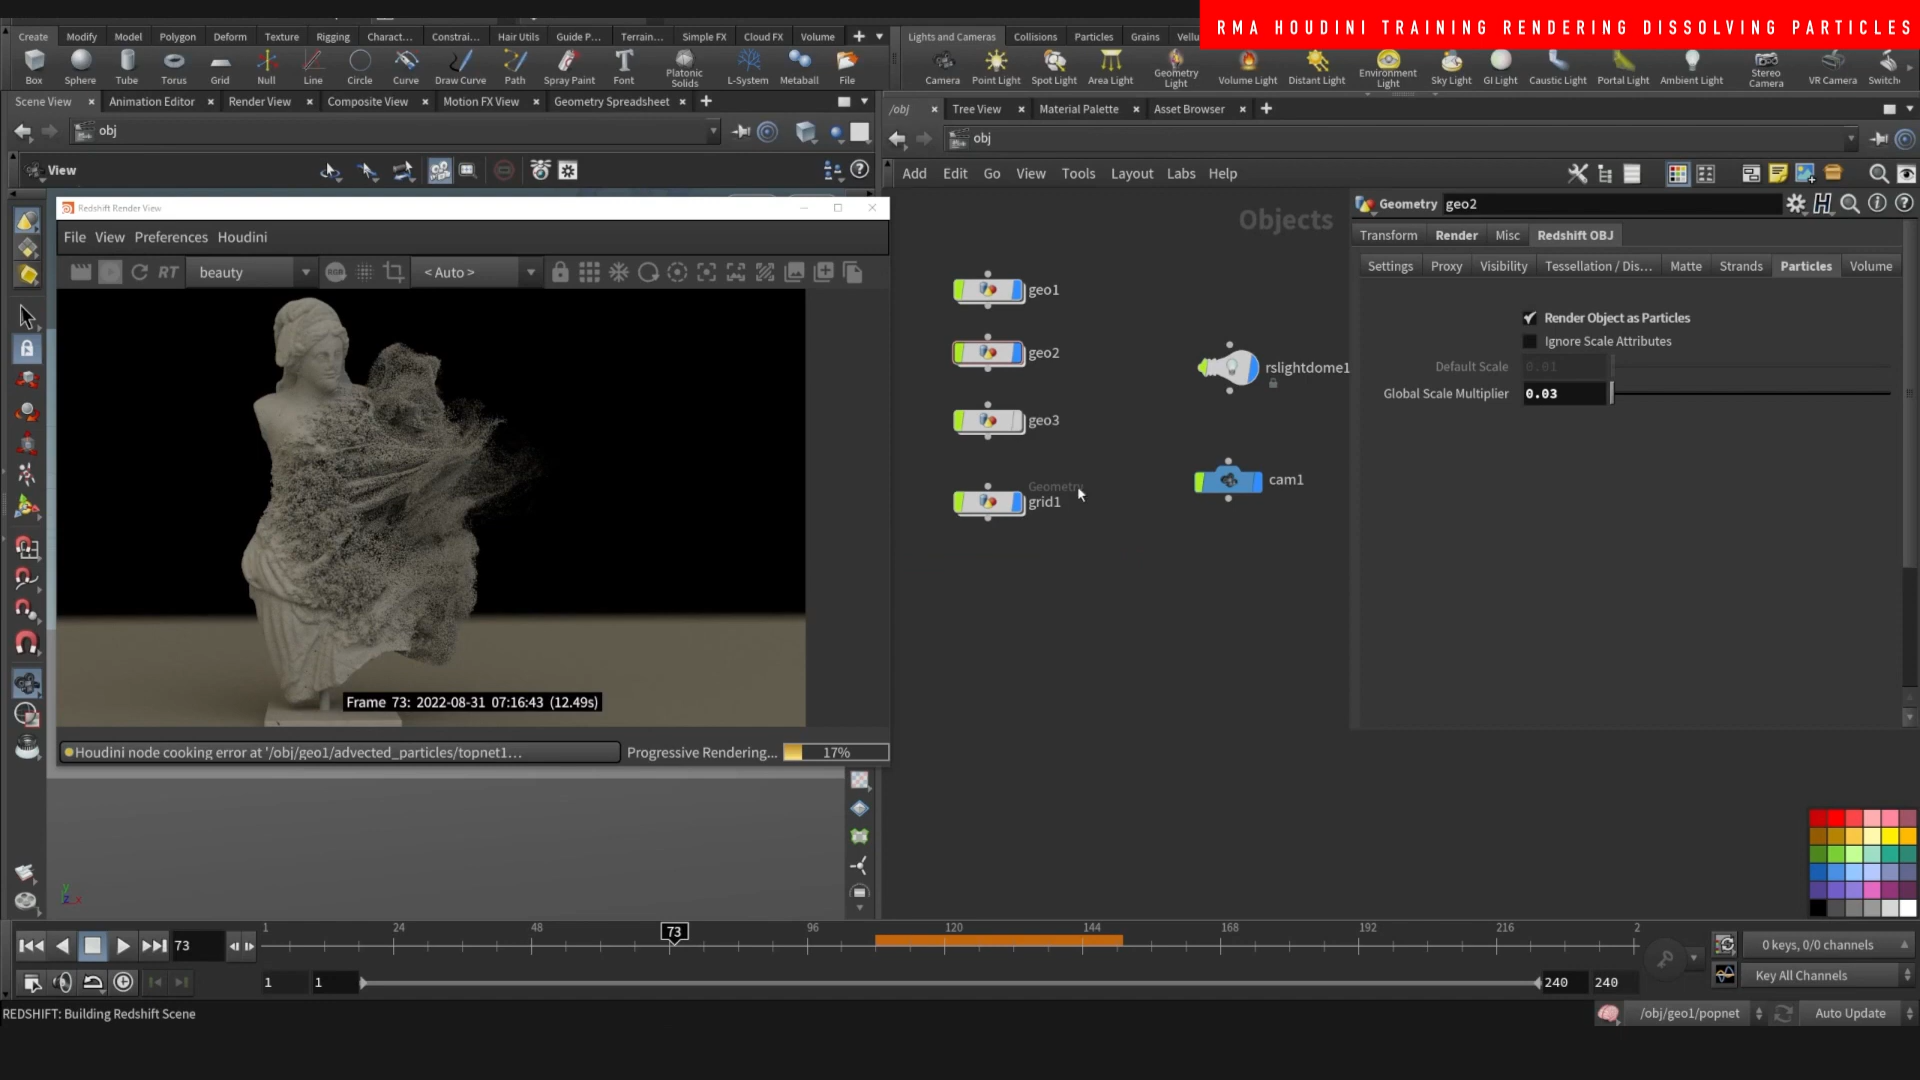 RMA HOUDINI TRAINING RENDERING DISSOLVING PARTICLES
Create Modify Model Polygon Deform Texture Rigging Charact... Constrai... Hair Utils Guide P... Terrain... Simple FX Cloud FX Volume
Lights and Cameras Collisions Particles Grains Vellu
Box Sphere Tube Torus Grid Null Line Circle Curve Draw Curve Path Spray Paint Font Platonic Solids L-System Metaball File
Camera Point Light Spot Light Area Light Geometry Light Volume Light Distant Light Environment Light Sky Light GI Light Caustic Light Portal Light Ambient Light Stereo Camera VR Camera Switch
Scene View Animation Editor Render View Composite View Motion FX View Geometry Spreadsheet
/obj Tree View Material Palette Asset Browser
obj
obj
View
Add Edit Go View Tools Layout Labs Help
Redshift Render View
File View Preferences Houdini
RT beauty RGB < Auto >
Objects
geo1
geo2
geo3
Geometry
grid1
rslightdome1
cam1
Geometry geo2
Transform Render Misc Redshift OBJ
Settings Proxy Visibility Tessellation / Dis... Matte Strands Particles Volume
Render Object as Particles
Ignore Scale Attributes
Default Scale 0.01
Global Scale Multiplier 0.03
Frame 73: 2022-08-31 07:16:43 (12.49s)
Houdini node cooking error at '/obj/geo1/advected_particles/topnet1... Progressive Rendering... 17%
y
z x
73
1 24 48 73 96 120 144 168 192 216 2
0 keys, 0/0 channels
1 1 240 240
Key All Channels
REDSHIFT: Building Redshift Scene
/obj/geo1/popnet Auto Update